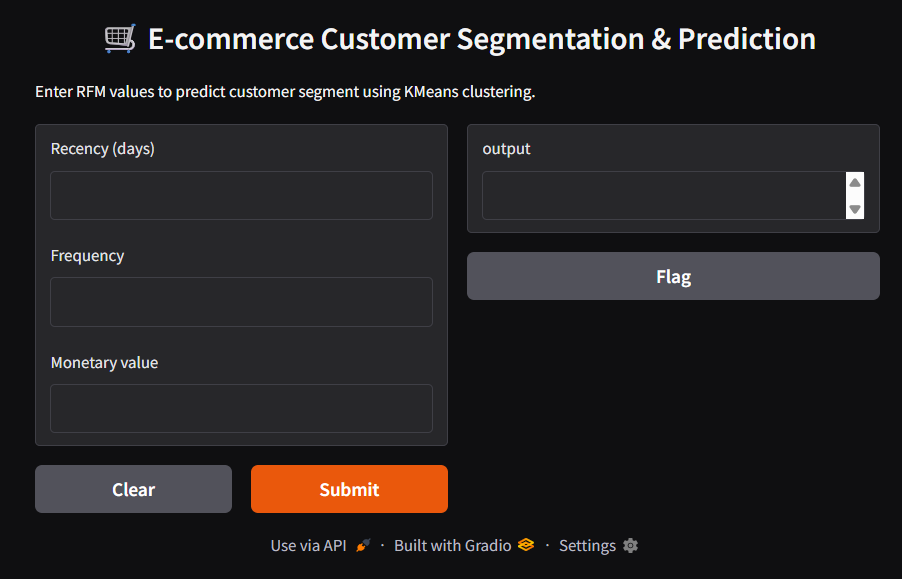 E-commerce Customer Segmentation & Prediction
Enter RFM values to predict customer segment using KMeans clustering.
Recency (days)
Frequency
Monetary value
Clear
Submit
output
Flag
Use via API · Built with Gradio · Settings